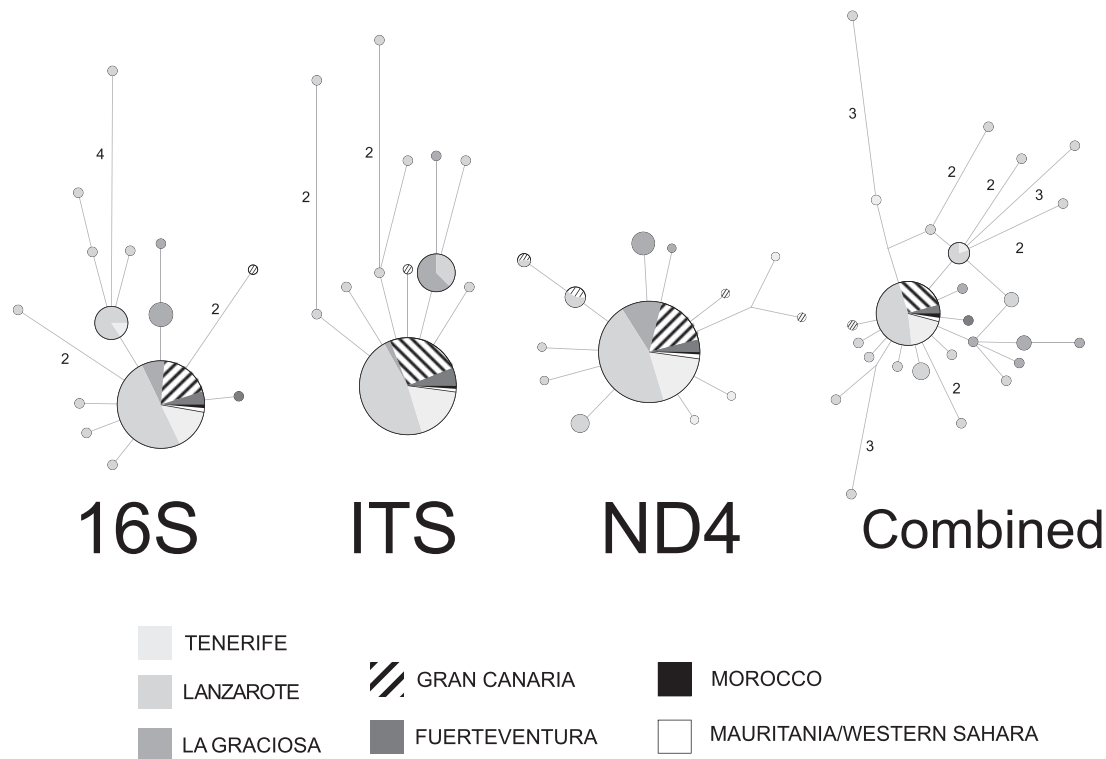 4
2
2
2
2
2
3
2
2
3
2
2
3
16S
ITS
ND4
Combined
TENERIFE
LANZAROTE
LA GRACIOSA
GRAN CANARIA
FUERTEVENTURA
MOROCCO
MAURITANIA/WESTERN SAHARA